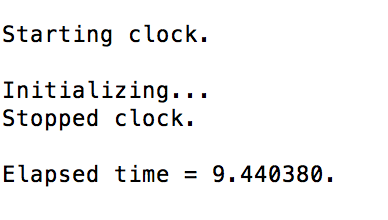 Starting clock.
Initializing...
Stopped clock.
Elapsed time = 9.440380.